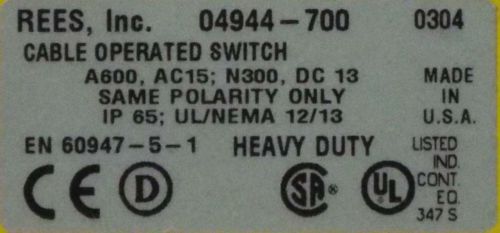 REES, Inc. 04944-700 0304
CABLE OPERATED SWITCH
A600, AC15; N300, DC 13 MADE
SAME POLARITY ONLY IN
IP 65; UL/NEMA 12/13 U.S.A.
EN 60947-5-1 HEAVY DUTY LISTED
IND.
CE D SA ® UL CONT.
EQ.
347 S